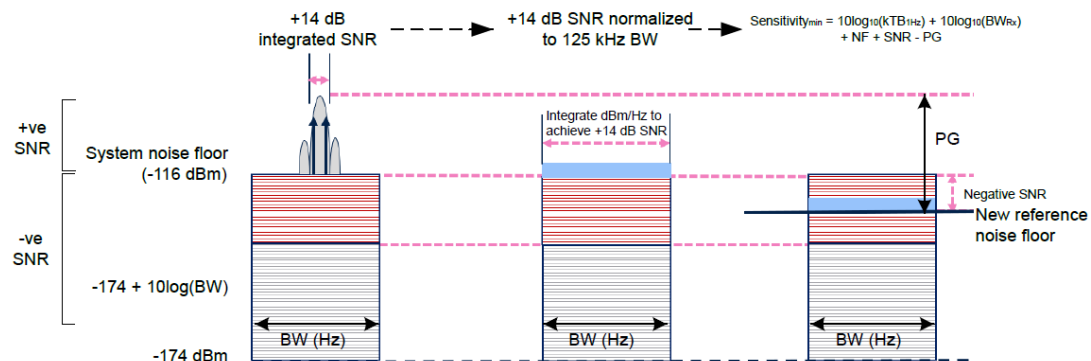 +14 dB
integrated SNR
+14 dB SNR normalized
to 125 kHz BW
Sensitivitymin = 10log10(kTB1Hz) + 10log10(BWRx)
+ NF + SNR - PG
+ve
SNR
System noise floor
(-116 dBm)
Integrate dBm/Hz to
achieve +14 dB SNR
PG
Negative SNR
New reference
noise floor
-ve
SNR
-174 + 10log(BW)
BW (Hz)
BW (Hz)
BW (Hz)
-174 dBm